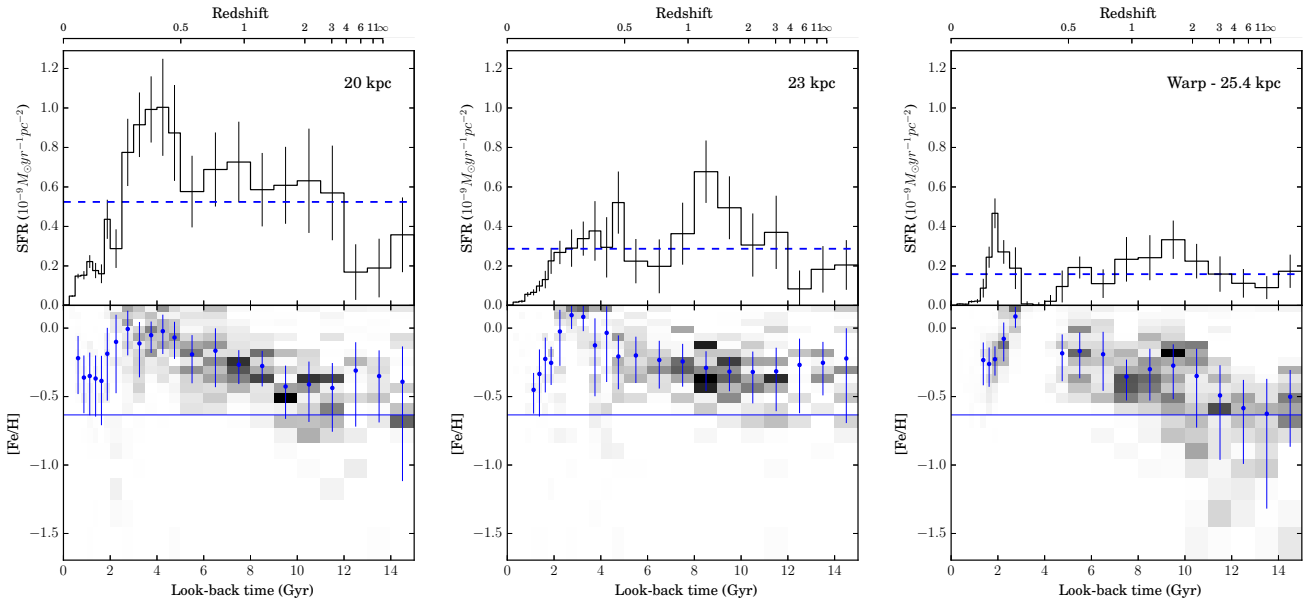 Redshift Redshift Redshift
0 0.5 1 2 3 4 6 11∞ 0 0.5 1 2 3 4 6 11∞ 0 0.5 1 2 3 4 6 11∞
20 kpc 23 kpc Warp - 25.4 kpc
SFR (10⁻⁹M⊙yr⁻¹pc⁻²) SFR (10⁻⁹M⊙yr⁻¹pc⁻²) SFR (10⁻⁹M⊙yr⁻¹pc⁻²)
1.2 1.2 1.2
1.0 1.0 1.0
0.8 0.8 0.8
0.6 0.6 0.6
0.4 0.4 0.4
0.2 0.2 0.2
0.0 0.0 0.0
[Fe/H] [Fe/H] [Fe/H]
0.0 0.0 0.0
−0.5 −0.5 −0.5
−1.0 −1.0 −1.0
−1.5 −1.5 −1.5
0 2 4 6 8 10 12 14 0 2 4 6 8 10 12 14 0 2 4 6 8 10 12 14
Look-back time (Gyr) Look-back time (Gyr) Look-back time (Gyr)